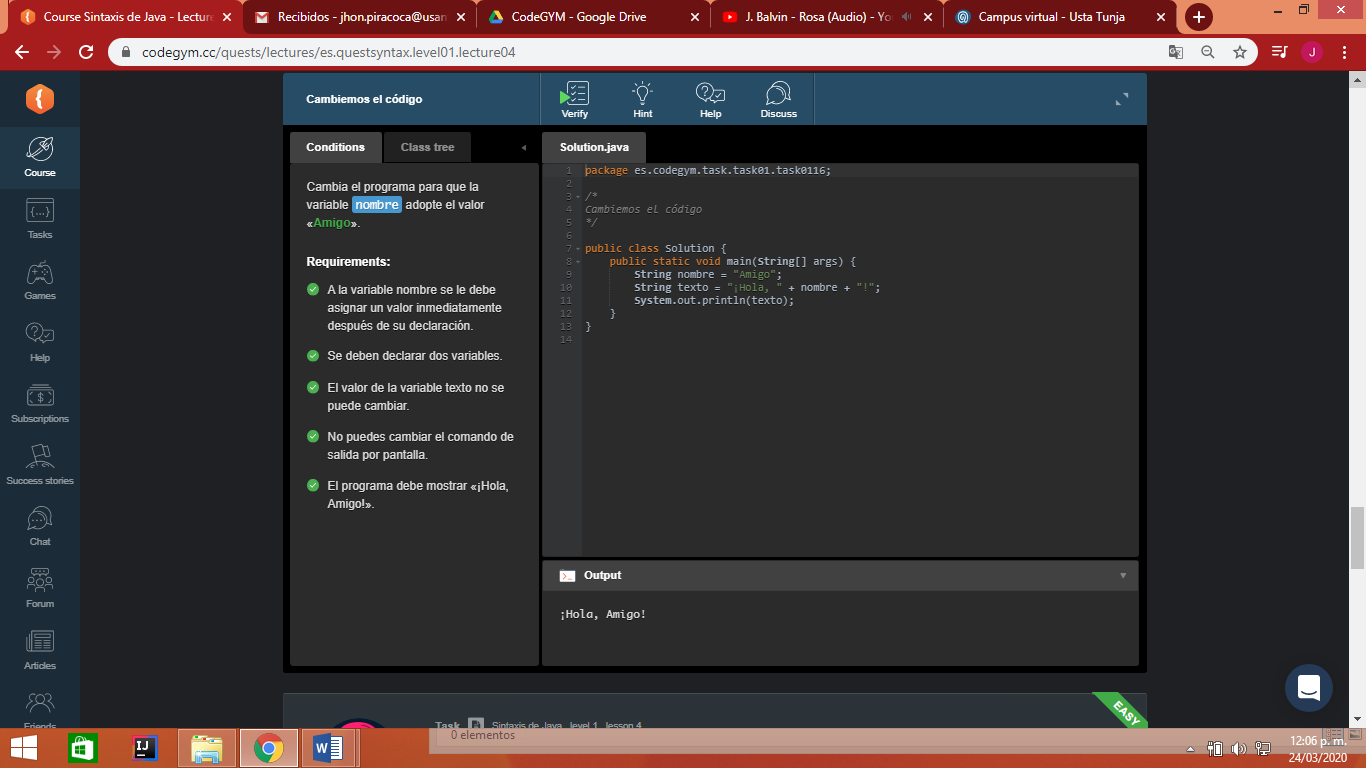 Course Sintaxis de Java - Lecture
Recibidos - jhon.piracoca@usan
CodeGYM - Google Drive
J. Balvin - Rosa (Audio) - Yo
Campus virtual - Usta Tunja
codegym.cc/quests/lectures/es.questsyntax.level01.lecture04
J
Course
Tasks
Games
Help
Subscriptions
Success stories
Chat
Forum
Articles
Friends
Cambiemos el código
Verify
Hint
Help
Discuss
Conditions
Class tree
Cambia el programa para que la
variable nombre adopte el valor
«Amigo».
Requirements:
A la variable nombre se le debe
asignar un valor inmediatamente
después de su declaración.
Se deben declarar dos variables.
El valor de la variable texto no se
puede cambiar.
No puedes cambiar el comando de
salida por pantalla.
El programa debe mostrar «¡Hola,
Amigo!».
Solution.java
1 package es.codegym.task.task01.task0116;
2
3 /*
4 Cambiemos el código
5 */
6
7 public class Solution {
8 public static void main(String[] args) {
9 String nombre = "Amigo";
10 String texto = "¡Hola, " + nombre + "!";
11 System.out.println(texto);
12 }
13 }
14
Output
¡Hola, Amigo!
Task Sintaxis de Java, level 1, lesson 4
EASY
0 elementos
IJ
W
12:06 p. m.
24/03/2020